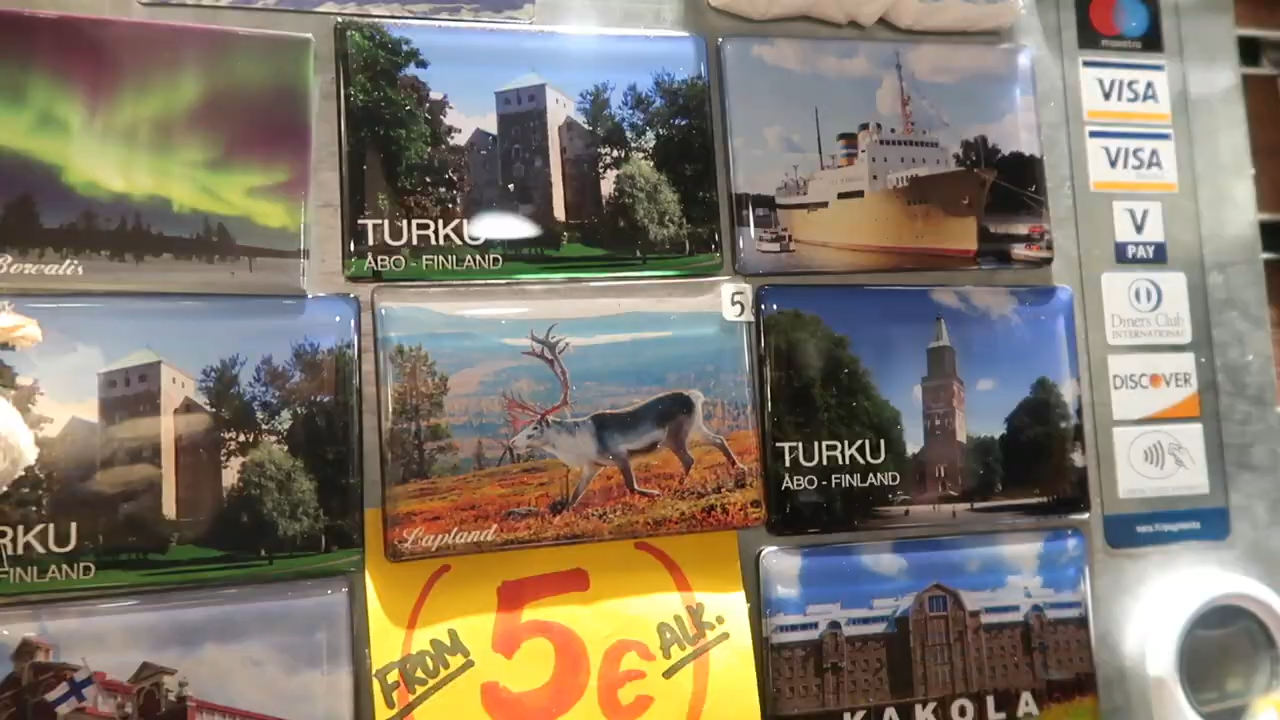 Borealis
TURKU
ÅBO - FINLAND
RKU
FINLAND
5
Lapland
TURKU
ÅBO - FINLAND
FROM
5€
ALK.
KAKOLA
maestro
VISA
VISA
V
PAY
Diners Club
INTERNATIONAL
DISCOVER